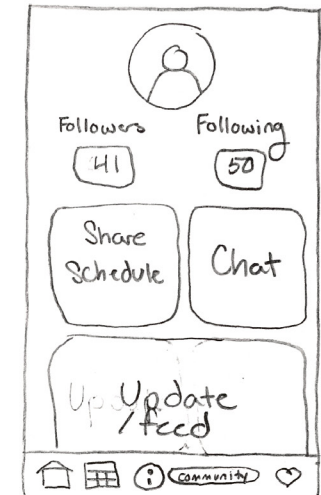 Followers Following
41 50
Share
Schedule
Chat
Update
/feed
i community